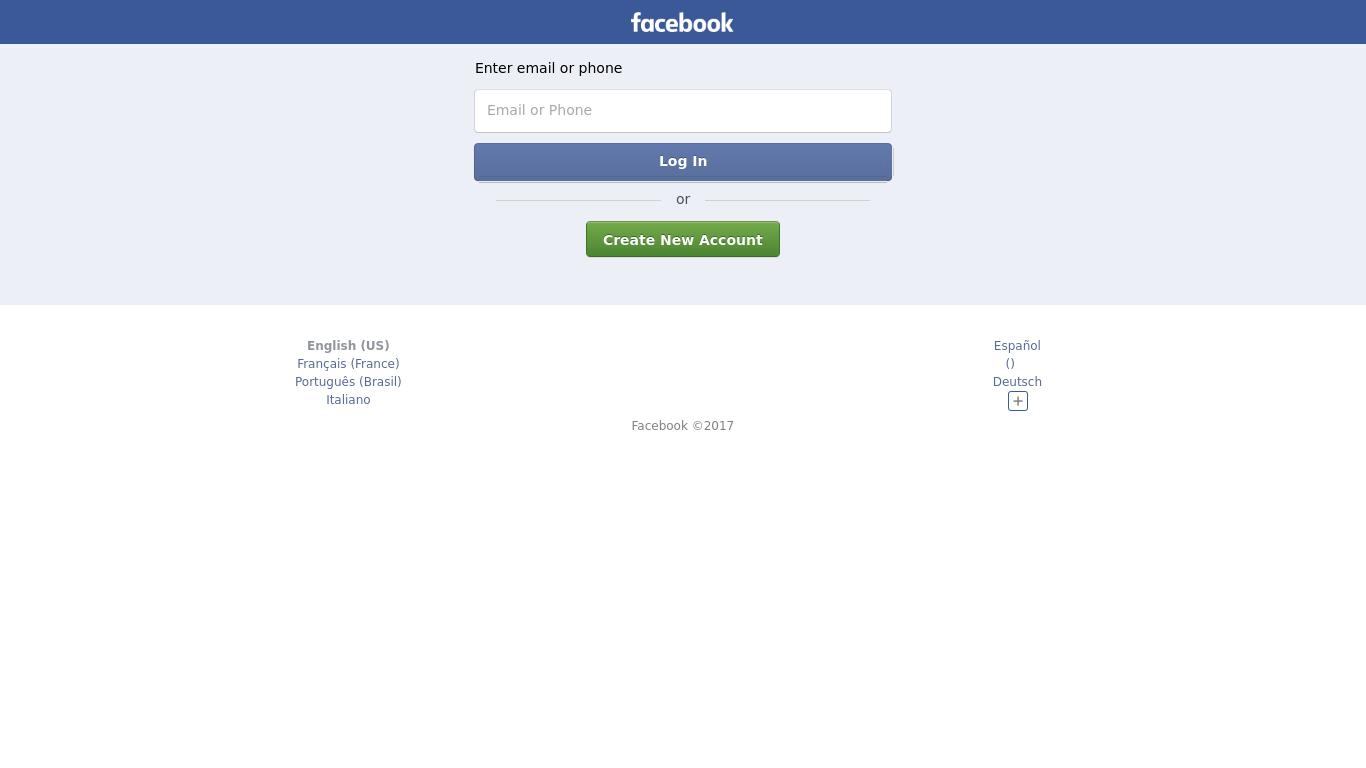 facebook
Enter email or phone
Email or Phone
Log In
or
Create New Account
English (US)
Français (France)
Português (Brasil)
Italiano
Español
()
Deutsch
+
Facebook ©2017